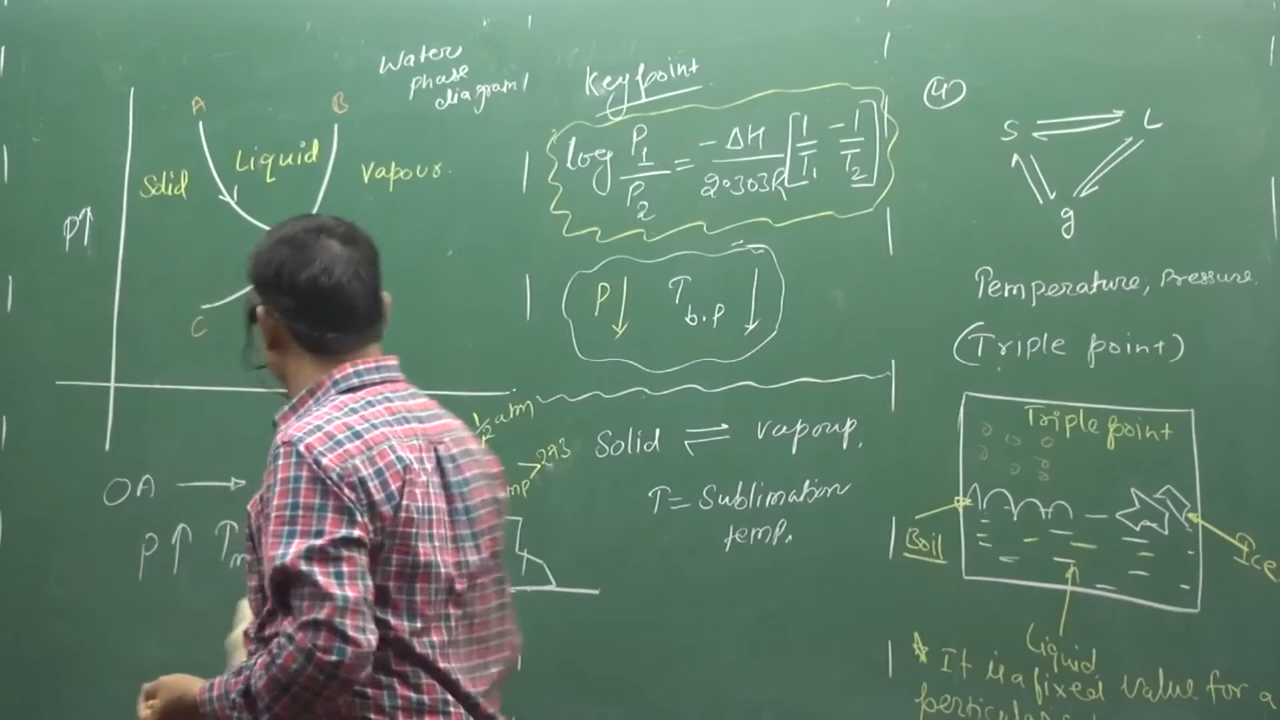 Water
phase
diagram
A
B
Solid
Liquid
vapour.
P↑
C
OA →
P↑ Tm
1/2 atm
293
Key point
log P1/P2 = -ΔH/2.303R [1/T1 - 1/T2]
P↓ Tb.p ↓
Solid ⇌ vapour,
T = Sublimation
temp.
(4)
S ⇌ L
g
Temperature, Pressure.
(Triple point)
Triple point
Boil
Ice
Liquid
* It is a fixed value for a